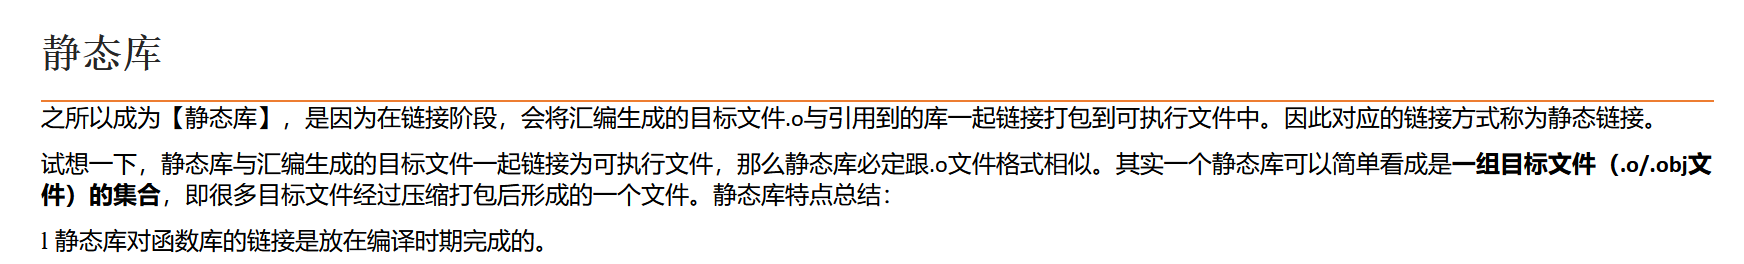 静态库
之所以成为【静态库】，是因为在链接阶段，会将汇编生成的目标文件.o与引用到的库一起链接打包到可执行文件中。因此对应的链接方式称为静态链接。
试想一下，静态库与汇编生成的目标文件一起链接为可执行文件，那么静态库必定跟.o文件格式相似。其实一个静态库可以简单看成是一组目标文件（.o/.obj文
件）的集合，即很多目标文件经过压缩打包后形成的一个文件。静态库特点总结：
l 静态库对函数库的链接是放在编译时期完成的。